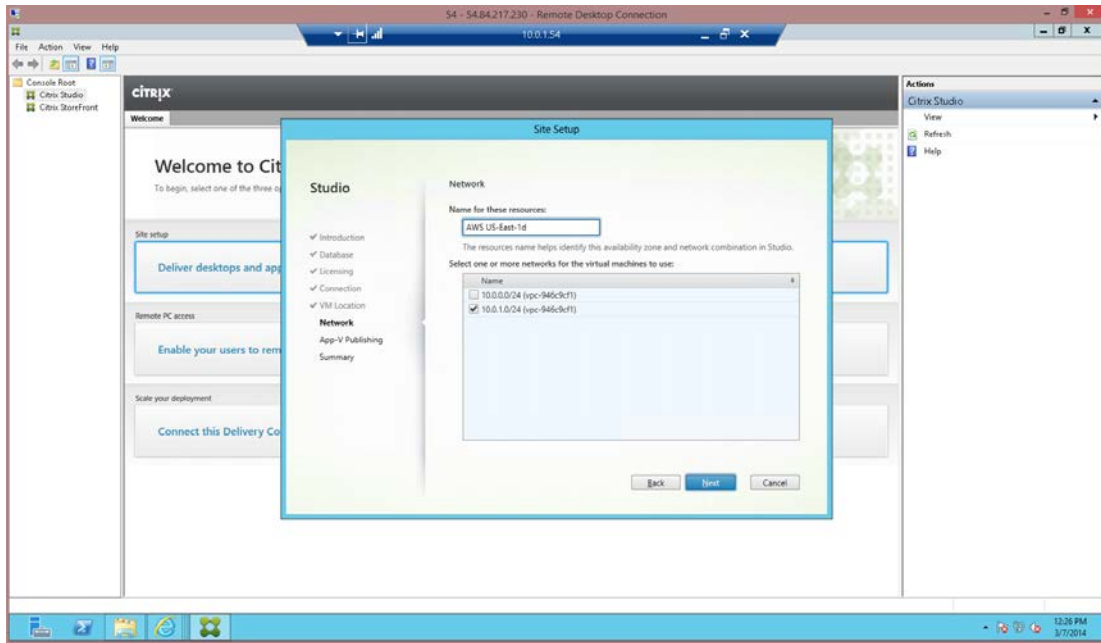 S4 - 54.84.217.230 - Remote Desktop Connection
10.0.1.54
File Action View Help
Console Root
Citrix Studio
Citrix StoreFront
CITRIX
Welcome
Welcome to Cit
To begin, select one of the three o
Site setup
Deliver desktops and app
Remote PC access
Enable your users to rem
Scale your deployment
Connect this Delivery Co
Site Setup
Studio
✔ Introduction
✔ Database
✔ Licensing
✔ Connection
✔ VM Location
Network
App-V Publishing
Summary
Network
Name for these resources:
AWS US-East-1d
The resources name helps identify this availability zone and network combination in Studio.
Select one or more networks for the virtual machines to use:
Name
10.0.0.0/24 (vpc-946c9cf1)
10.0.1.0/24 (vpc-946c9cf1)
Back Next Cancel
Actions
Citrix Studio
View
Refresh
Help
12:26 PM
3/7/2014